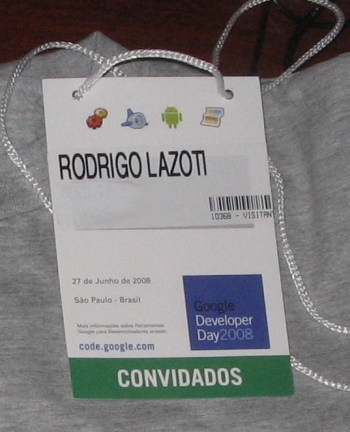 RODRIGO LAZOTI
10368 - VISITAN
27 de Junho de 2008
São Paulo - Brasil
Mais informações sobre ferramentas
Google para Desenvolvedores acesse:
code.google.com
Google
Developer
Day2008
CONVIDADOS